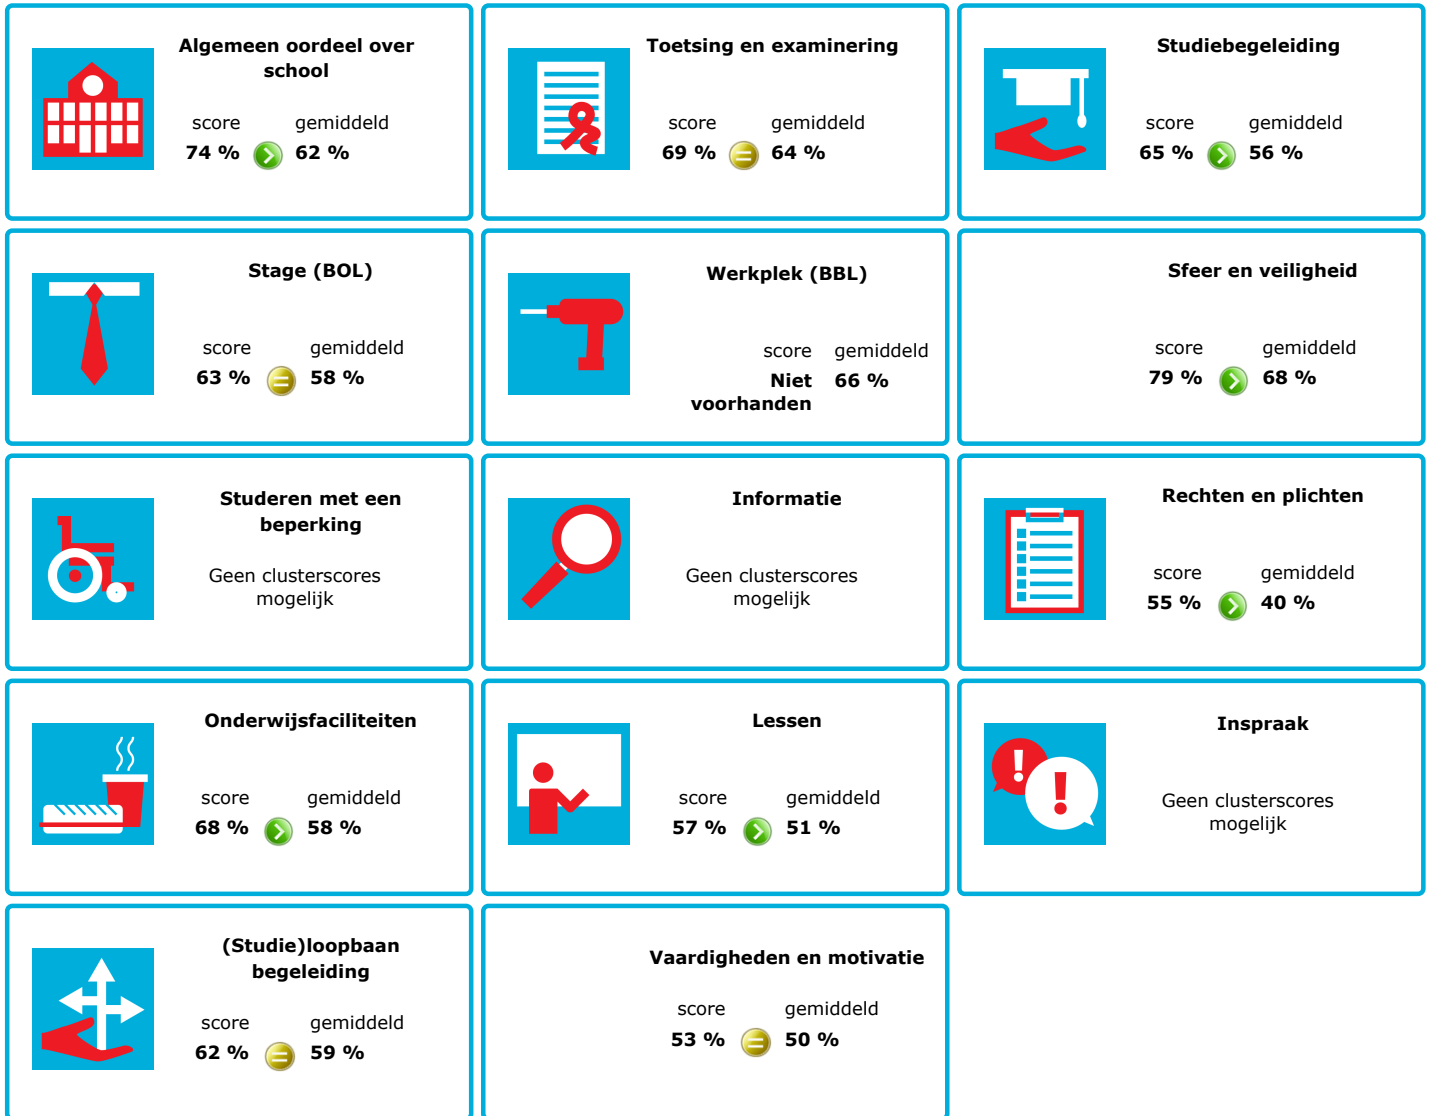 Algemeen oordeel over
school
score gemiddeld
74 % 62 %
Toetsing en examinering
score gemiddeld
69 % 64 %
Studiebegeleiding
score gemiddeld
65 % 56 %
Stage (BOL)
score gemiddeld
63 % 58 %
Werkplek (BBL)
score gemiddeld
Niet 66 %
voorhanden
Sfeer en veiligheid
score gemiddeld
79 % 68 %
Studeren met een
beperking
Geen clusterscores
mogelijk
Informatie
Geen clusterscores
mogelijk
Rechten en plichten
score gemiddeld
55 % 40 %
Onderwijsfaciliteiten
score gemiddeld
68 % 58 %
Lessen
score gemiddeld
57 % 51 %
Inspraak
Geen clusterscores
mogelijk
(Studie)loopbaan
begeleiding
score gemiddeld
62 % 59 %
Vaardigheden en motivatie
score gemiddeld
53 % 50 %